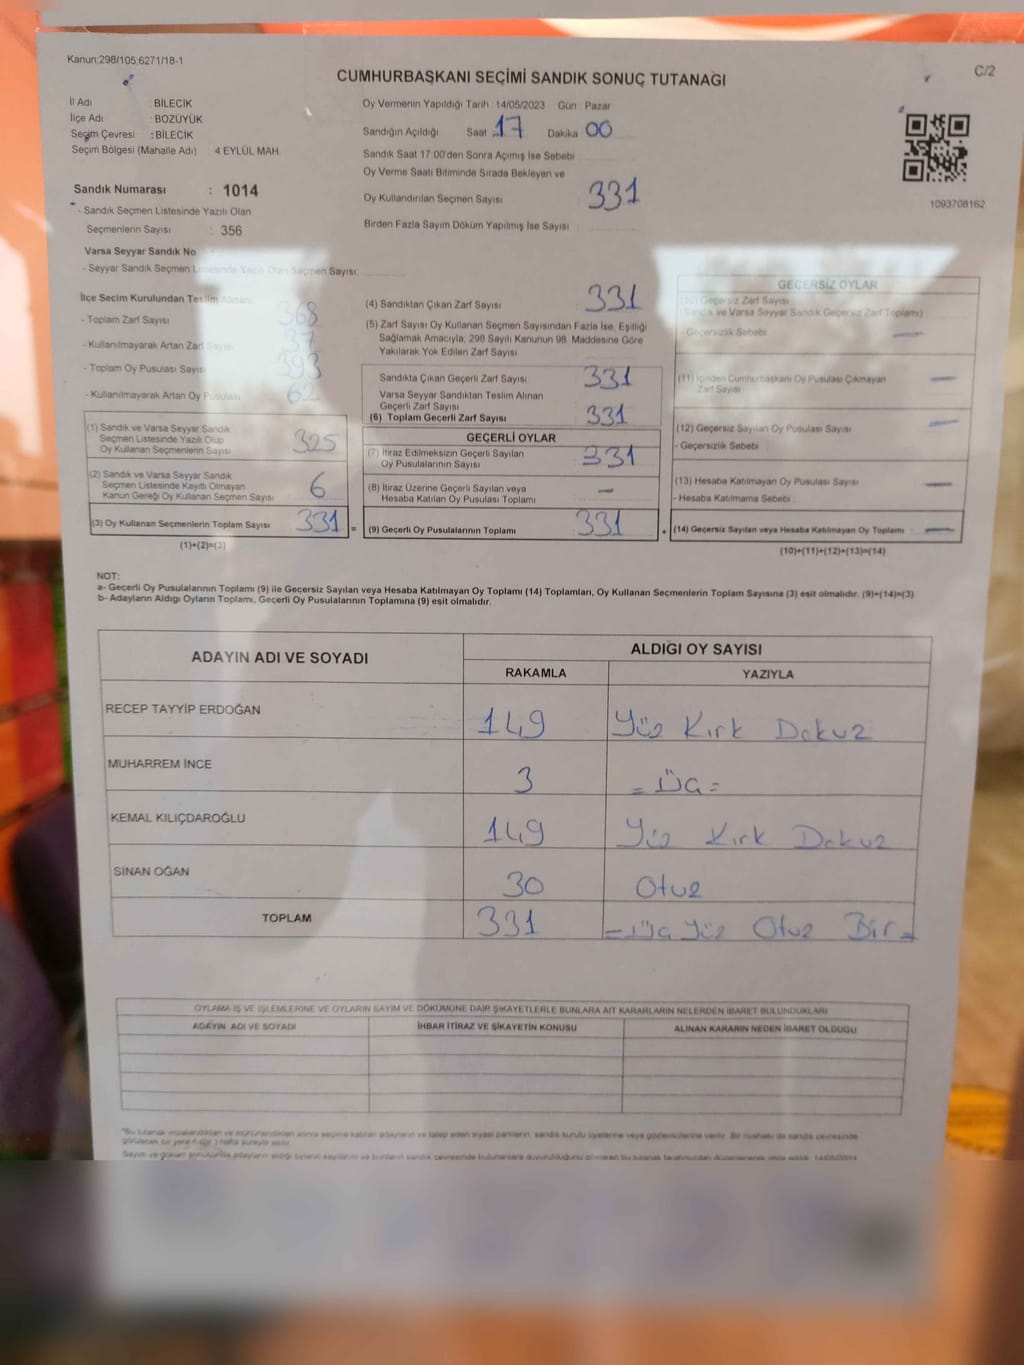 Kanun:298/105,6271/18-1
C/2
CUMHURBAŞKANI SEÇİMİ SANDIK SONUÇ TUTANAĞI
İl Adı : BİLECİK
İlçe Adı : BOZÜYÜK
Seçim Çevresi : BİLECİK
Seçim Bölgesi (Mahalle Adı) 4 EYLÜL MAH.
Sandık Numarası : 1014
- Sandık Seçmen Listesinde Yazılı Olan
Seçmenlerin Sayısı : 356
Varsa Seyyar Sandık No :
- Seyyar Sandık Seçmen Listesinde Yazılı Olan Seçmen Sayısı:
Oy Vermenin Yapıldığı Tarih : 14/05/2023 Gün : Pazar
Sandığın Açıldığı Saat 17 Dakika 00
Sandık Saat 17:00'den Sonra Açımış İse Sebebi
Oy Verme Saati Bitiminde Sırada Bekleyen ve
Oy Kullandırılan Seçmen Sayısı : 331
Birden Fazla Sayım Döküm Yapılmış İse Sayısı :
1093708162
İlçe Seçim Kurulundan Teslim Alınan:
- Toplam Zarf Sayısı 368
- Kullanılmayarak Artan Zarf Sayısı 37
- Toplam Oy Pusulası Sayısı 393
- Kullanılmayarak Artan Oy Pusulası 62
(1) Sandık ve Varsa Seyyar Sandık
Seçmen Listesinde Yazılı Olup
Oy Kullanan Seçmenlerin Sayısı 325
(2) Sandık ve Varsa Seyyar Sandık
Seçmen Listesinde Kayıtlı Olmayan
Kanun Gereği Oy Kullanan Seçmen Sayısı 6
(3) Oy Kullanan Seçmenlerin Toplam Sayısı 331 =
(1)+(2)=(3)
(4) Sandıktan Çıkan Zarf Sayısı 331
(5) Zarf Sayısı Oy Kullanan Seçmen Sayısından Fazla İse, Eşitliği
Sağlamak Amacıyla; 298 Sayılı Kanunun 98. Maddesine Göre
Yakılarak Yok Edilen Zarf Sayısı
Sandıkta Çıkan Geçerli Zarf Sayısı 331
Varsa Seyyar Sandıktan Teslim Alınan
Geçerli Zarf Sayısı
(6) Toplam Geçerli Zarf Sayısı 331
GEÇERLİ OYLAR
(7) İtiraz Edilmeksizin Geçerli Sayılan
Oy Pusulalarının Sayısı 331
(8) İtiraz Üzerine Geçerli Sayılan veya
Hesaba Katılan Oy Pusulası Toplamı —
(9) Geçerli Oy Pusulalarının Toplamı 331 +
GEÇERSİZ OYLAR
(10) Geçersiz Zarf Sayısı
(Sandık ve Varsa Seyyar Sandık Geçersiz Zarf Toplamı)
- Geçersizlik Sebebi : —
(11) İçinden Cumhurbaşkanı Oy Pusulası Çıkmayan
Zarf Sayısı —
(12) Geçersiz Sayılan Oy Pusulası Sayısı —
- Geçersizlik Sebebi :
(13) Hesaba Katılmayan Oy Pusulası Sayısı —
- Hesaba Katılmama Sebebi :
(14) Geçersiz Sayılan veya Hesaba Katılmayan Oy Toplamı —
(10)+(11)+(12)+(13)=(14)
NOT:
a- Geçerli Oy Pusulalarının Toplamı (9) ile Geçersiz Sayılan veya Hesaba Katılmayan Oy Toplamı (14) Toplamları, Oy Kullanan Seçmenlerin Toplam Sayısına (3) eşit olmalıdır. (9)+(14)=(3)
b- Adayların Aldığı Oyların Toplamı, Geçerli Oy Pusulalarının Toplamına (9) eşit olmalıdır.
ADAYIN ADI VE SOYADI
ALDIĞI OY SAYISI
RAKAMLA YAZIYLA
RECEP TAYYİP ERDOĞAN 149 Yüz Kırk Dokuz
MUHARREM İNCE 3 = Üç =
KEMAL KILIÇDAROĞLU 149 Yüz Kırk Dokuz
SİNAN OĞAN 30 Otuz
TOPLAM 331 = Üç Yüz Otuz Bir =
OYLAMA İŞ VE İŞLEMLERİNE VE OYLARIN SAYIM VE DÖKÜMÜNE DAİR ŞİKAYETLERLE BUNLARA AİT KARARLARIN NELERDEN İBARET BULUNDUKLARI
ADAYIN ADI VE SOYADI
İHBAR İTİRAZ VE ŞİKAYETİN KONUSU
ALINAN KARARIN NEDEN İBARET OLDUĞU